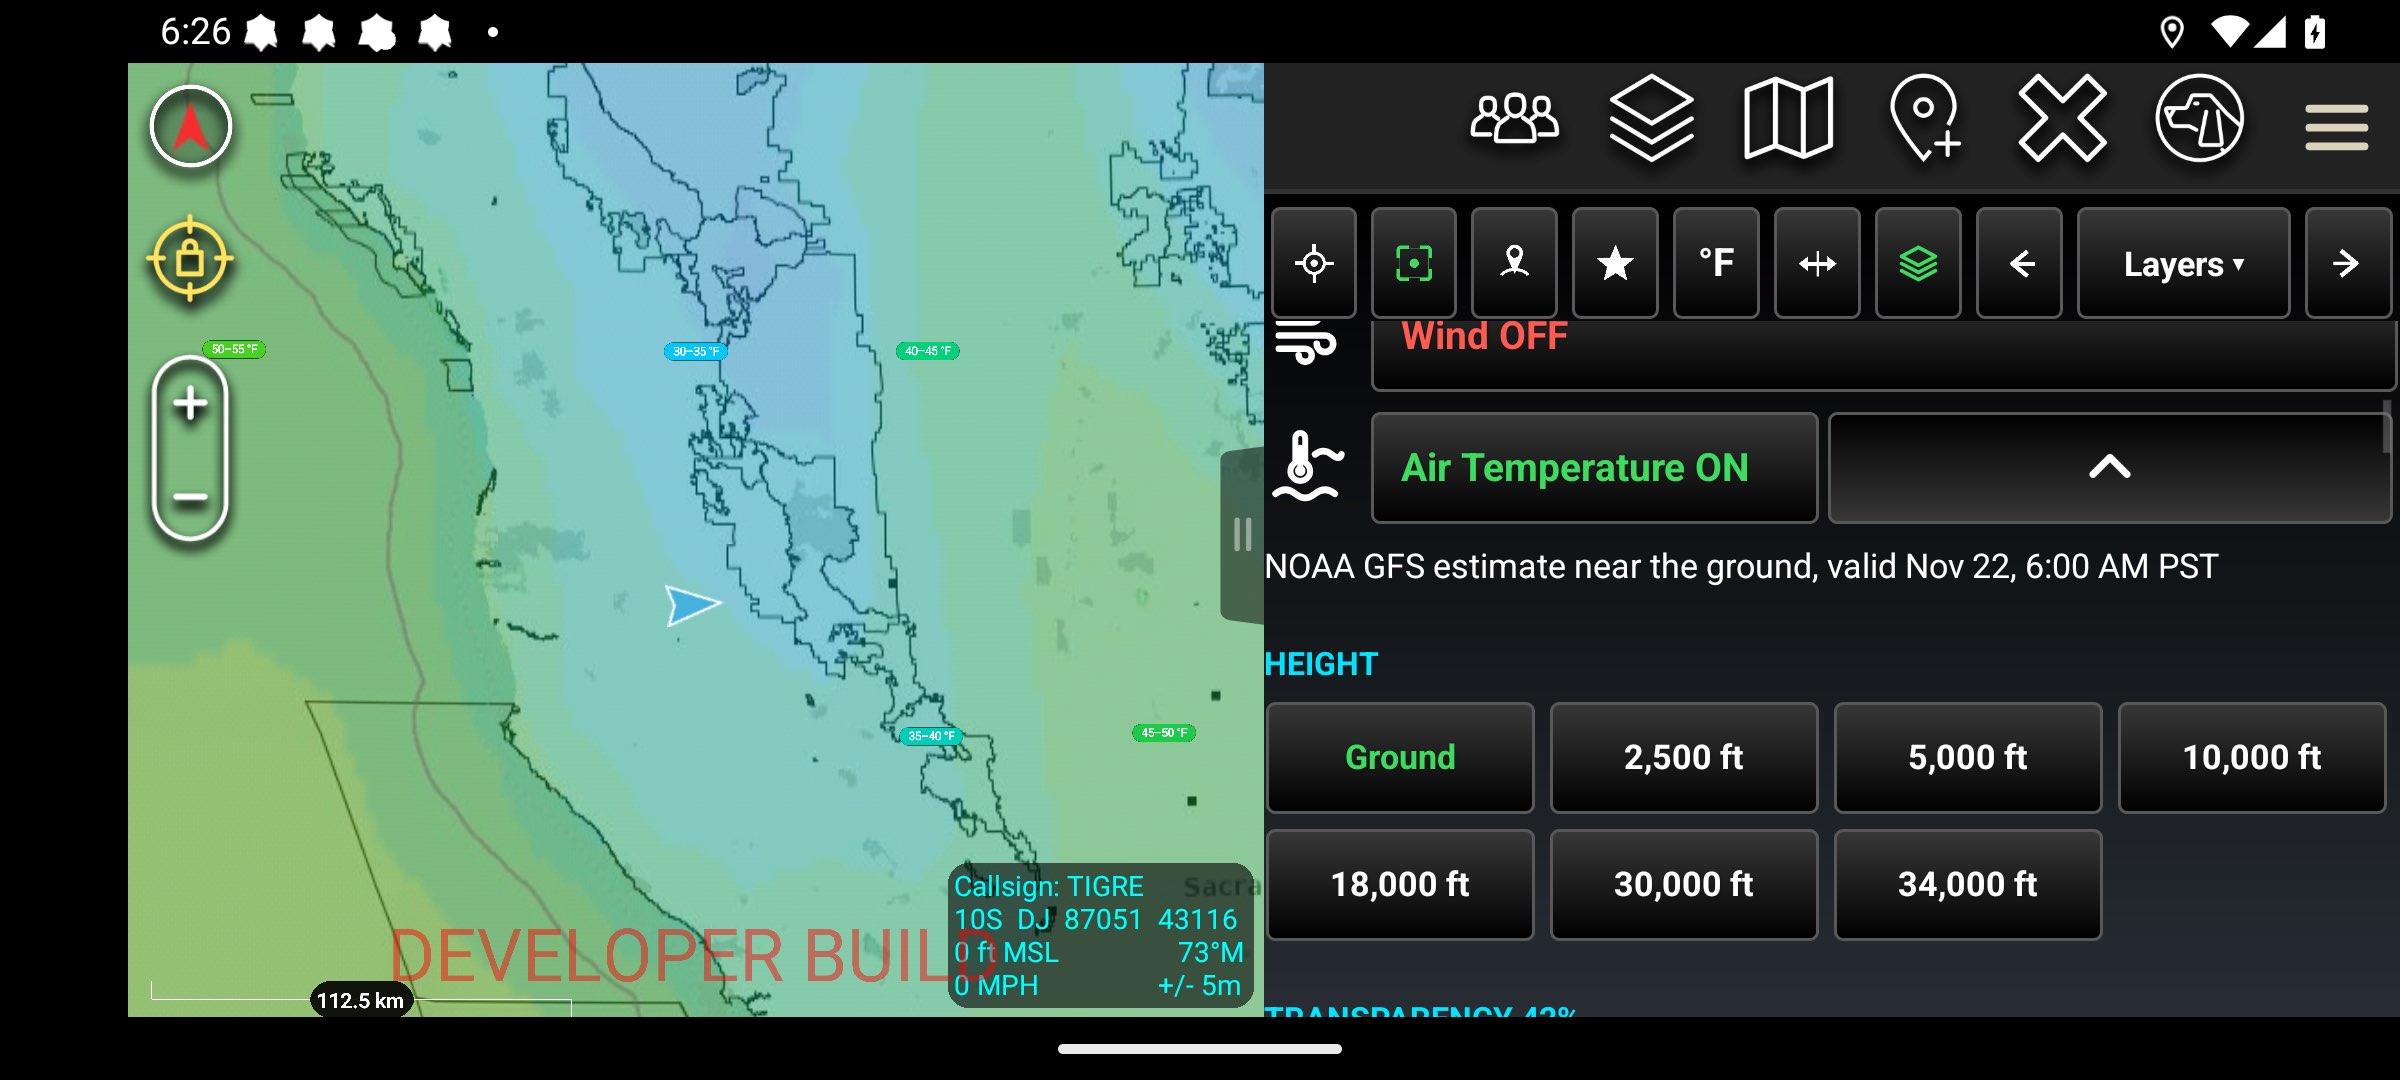 6:26
50–55 °F
30–35 °F
40–45 °F
35–40 °F
45–50 °F
112.5 km
DEVELOPER BUILD
Callsign: TIGRE
10S DJ 87051 43116
0 ft MSL 73°M
0 MPH +/- 5m
°F
Layers
Wind OFF
Air Temperature ON
NOAA GFS estimate near the ground, valid Nov 22, 6:00 AM PST
HEIGHT
Ground
2,500 ft
5,000 ft
10,000 ft
18,000 ft
30,000 ft
34,000 ft
TRANSPARENCY 42%